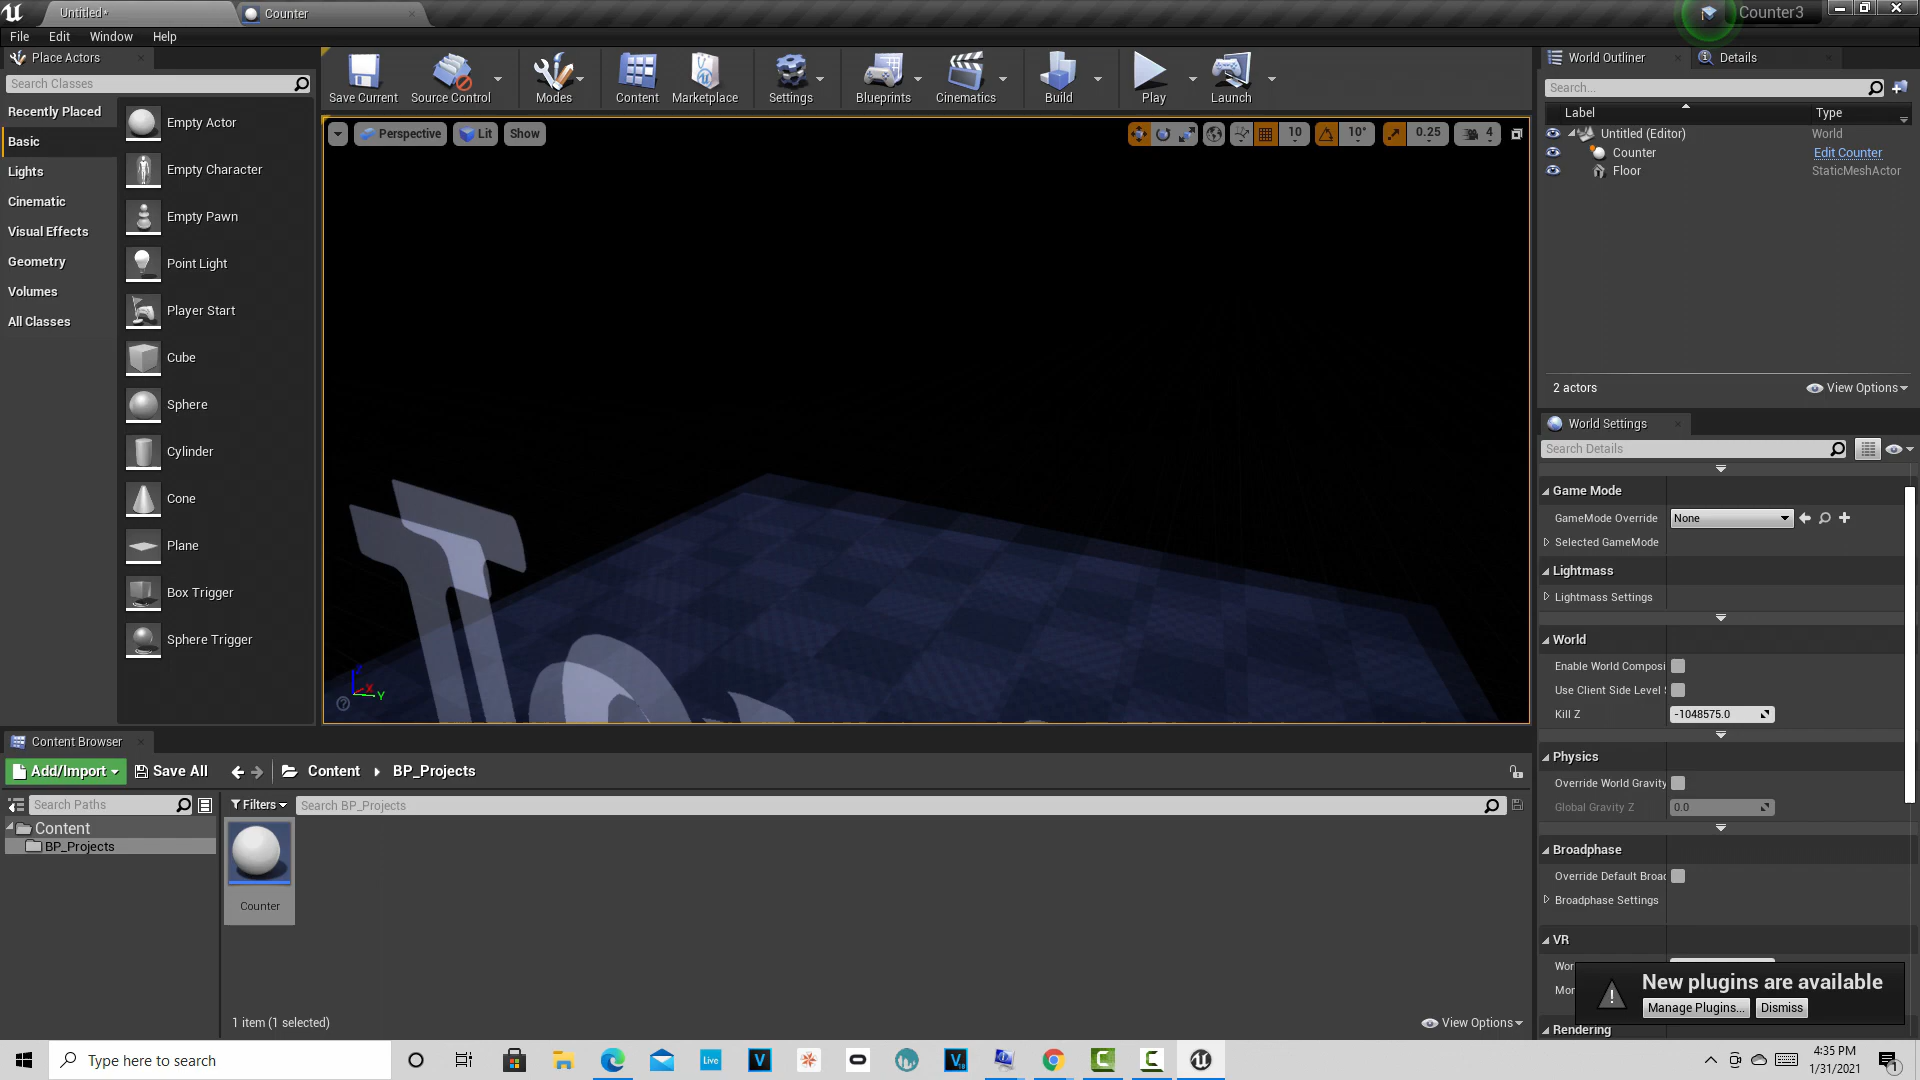 Untitled*
Counter
Counter3
File
Edit
Window
Help
Place Actors
Search Classes
Recently Placed
Basic
Lights
Cinematic
Visual Effects
Geometry
Volumes
All Classes
Empty Actor
Empty Character
Empty Pawn
Point Light
Player Start
Cube
Sphere
Cylinder
Cone
Plane
Box Trigger
Sphere Trigger
Save Current
Source Control
Modes
Content
Marketplace
Settings
Blueprints
Cinematics
Build
Play
Launch
Perspective
Lit
Show
10
10°
0.25
4
X
Y
World Outliner
Details
Search...
Label
Type
Untitled (Editor)
World
Counter
Edit Counter
Floor
StaticMeshActor
2 actors
View Options
World Settings
Search Details
Game Mode
GameMode Override
None
Selected GameMode
Lightmass
Lightmass Settings
World
Enable World Composi
Use Client Side Level
Kill Z
-1048575.0
Physics
Override World Gravity
Global Gravity Z
0.0
Broadphase
Override Default Broad
Broadphase Settings
VR
Wor
Mon
Rendering
New plugins are available
Manage Plugins...
Dismiss
Content Browser
Add/Import
Save All
Content
BP_Projects
Search Paths
Filters
Search BP_Projects
Content
BP_Projects
Counter
1 item (1 selected)
View Options
Type here to search
Live
4:35 PM
1/31/2021